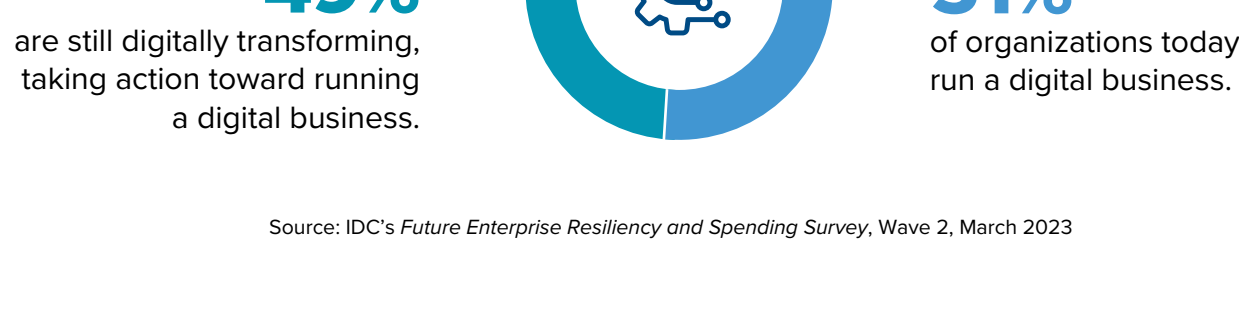 are still digitally transforming,
taking action toward running
a digital business.
of organizations today
run a digital business.
Source: IDC's Future Enterprise Resiliency and Spending Survey, Wave 2, March 2023